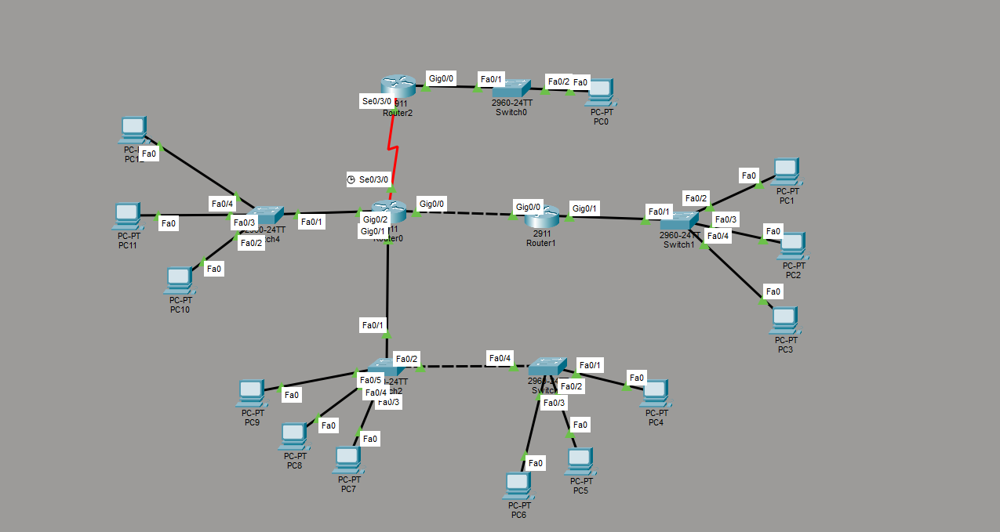 Gig0/0
Fa0/1
Fa0/2
Fa0
Se0/3/0
911
Router2
2960-24TT
Switch0
PC-PT
PC0
Fa0
Se0/3/0
Fa0
PC-PT
PC1
Fa0/4
Gig0/0
Gig0/0
Gig0/1
Fa0/2
Fa0/1
Fa0/3
Fa0
PC-PT
PC11
Fa0
Fa0/3
Fa0/1
Gig0/2
Gig0/1
2911
Router1
2960-24TT
Switch1
Fa0/4
Fa0
PC-PT
PC2
Fa0/2
Fa0
PC-PT
PC10
Fa0
PC-PT
PC3
Fa0/1
Fa0/2
Fa0/4
Fa0/1
Fa0/5
Fa0/4
Fa0/3
Fa0/2
Fa0/3
Fa0
PC-PT
PC4
Fa0
PC-PT
PC9
Fa0
PC-PT
PC8
Fa0
PC-PT
PC7
Fa0
PC-PT
PC5
Fa0
PC-PT
PC6